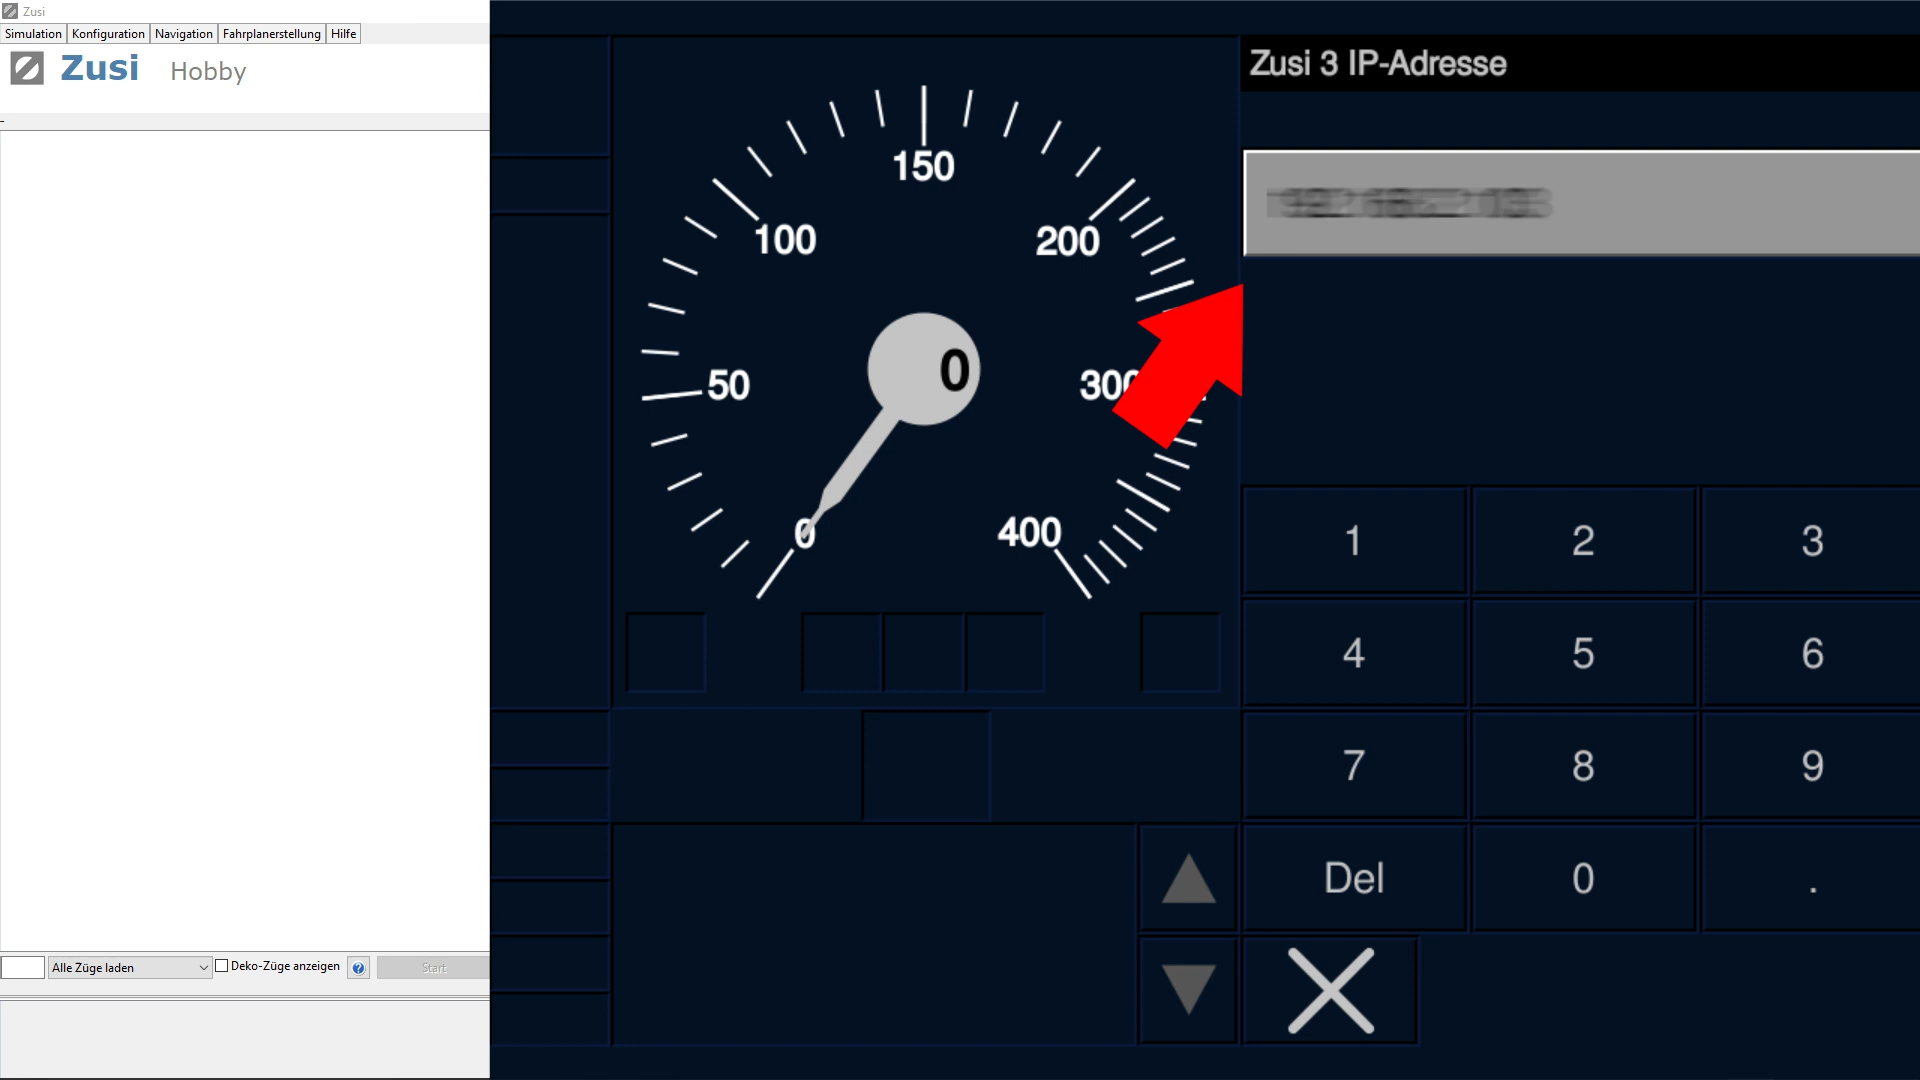 Zusi
Simulation Konfiguration Navigation Fahrplanerstellung Hilfe
Zusi Hobby
-
Alle Züge laden Deko-Züge anzeigen ? Start
150
100 200
0
50 300
0 400
Zusi 3 IP-Adresse
1 2 3
4 5 6
7 8 9
Del 0 .